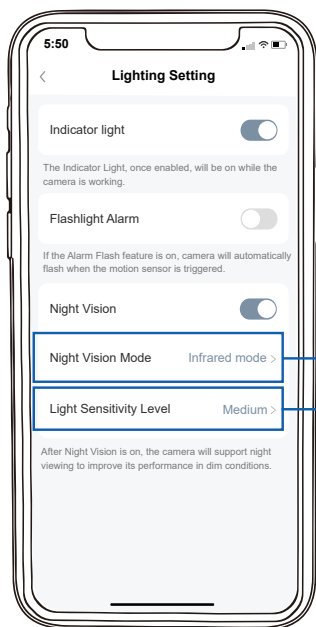 5:50
Lighting Setting
Indicator light
The Indicator Light, once enabled, will be on while the
camera is working.
Flashlight Alarm
If the Alarm Flash feature is on, camera will automatically
flash when the motion sensor is triggered.
Night Vision
Night Vision Mode Infrared mode >
Light Sensitivity Level Medium >
After Night Vision is on, the camera will support night
viewing to improve its performance in dim conditions.